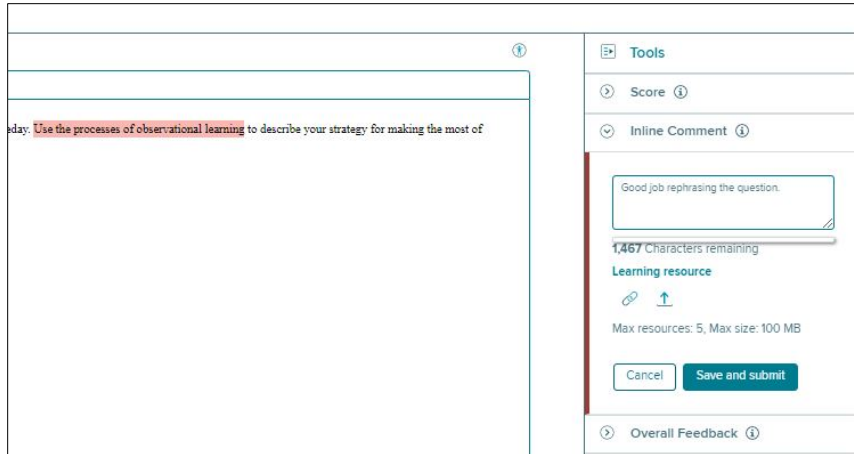 Tools
Score
eday. Use the processes of observational learning to describe your strategy for making the most of
Inline Comment
Good job rephrasing the question.
1,467 Characters remaining
Learning resource
Max resources: 5, Max size: 100 MB
Cancel Save and submit
Overall Feedback